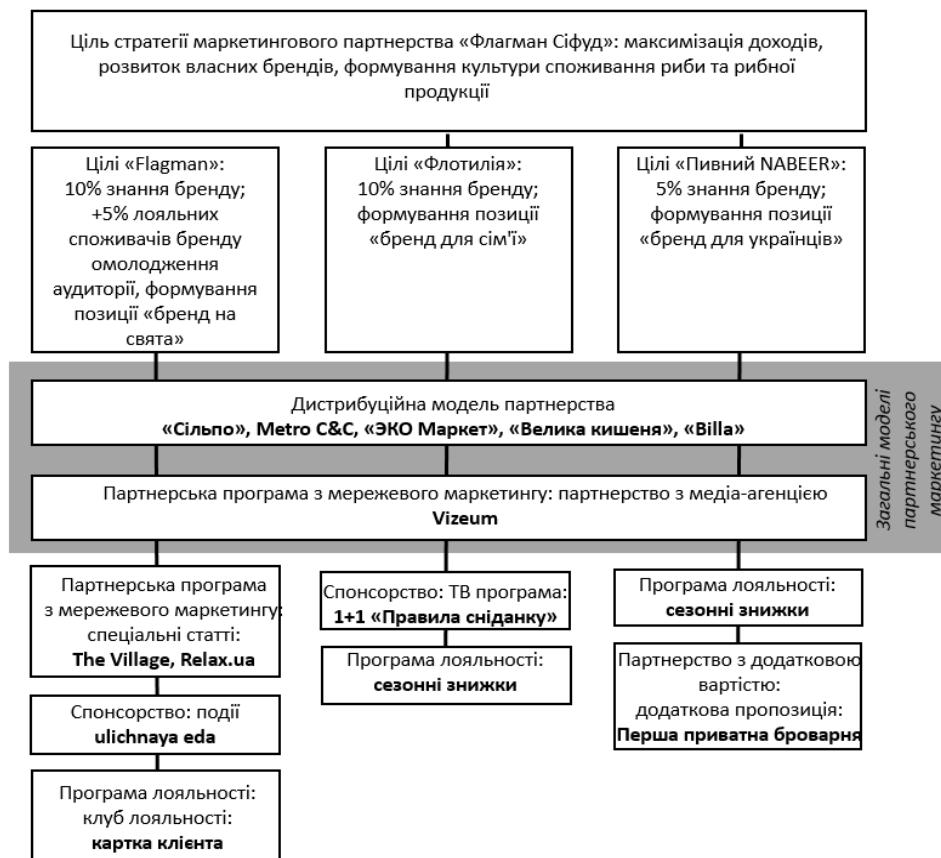 Ціль стратегії маркетингового партнерства «Флагман Сіфуд»: максимізація доходів,
розвиток власних брендів, формування культури споживання риби та рибної
продукції
Цілі «Flagman»:
10% знання бренду;
+5% лояльних
споживачів бренду
омолодження
аудиторії, формування
позиції «бренд на
свята»
Цілі «Флотилія»:
10% знання бренду;
формування позиції
«бренд для сім'ї»
Цілі «Пивний NABEER»:
5% знання бренду;
формування позиції
«бренд для українців»
Дистрибуційна модель партнерства
«Сільпо», Metro C&C, «ЭКО Маркет», «Велика кишеня», «Billa»
Партнерська програма з мережевого маркетингу: партнерство з медіа-агенцією
Vizeum
Загальні моделі
партнерського
маркетингу
Партнерська програма
з мережевого маркетингу:
спеціальні статті:
The Village, Relax.ua
Спонсорство: події
ulichnaya eda
Програма лояльності:
клуб лояльності:
картка клієнта
Спонсорство: ТВ програма:
1+1 «Правила сніданку»
Програма лояльності:
сезонні знижки
Програма лояльності:
сезонні знижки
Партнерство з додатковою
вартістю:
додаткова пропозиція:
Перша приватна броварня